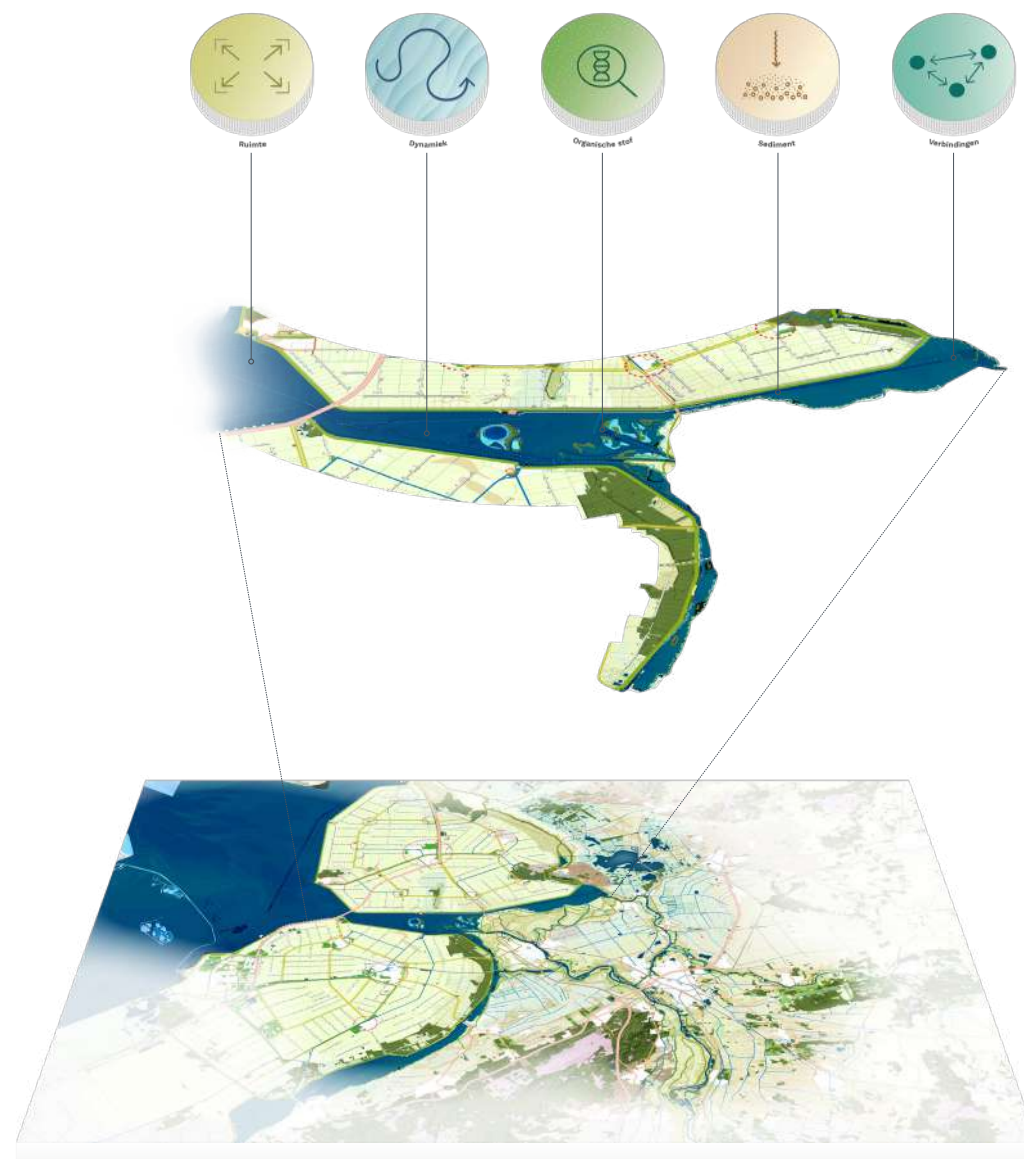 Ruimte
Dynamiek
Organische stof
Sediment
Verbindingen